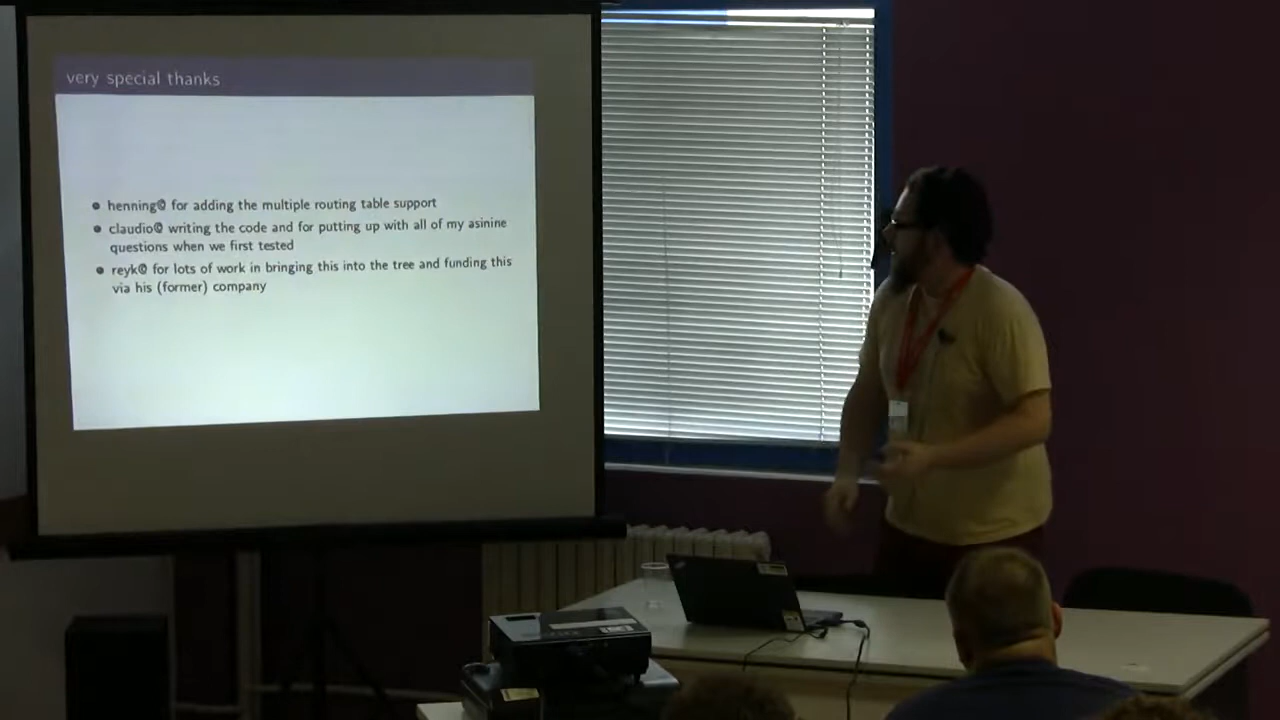 very special thanks
henning@ for adding the multiple routing table support
claudio@ writing the code and for putting up with all of my asinine
questions when we first tested
reyk@ for lots of work in bringing this into the tree and funding this
via his (former) company